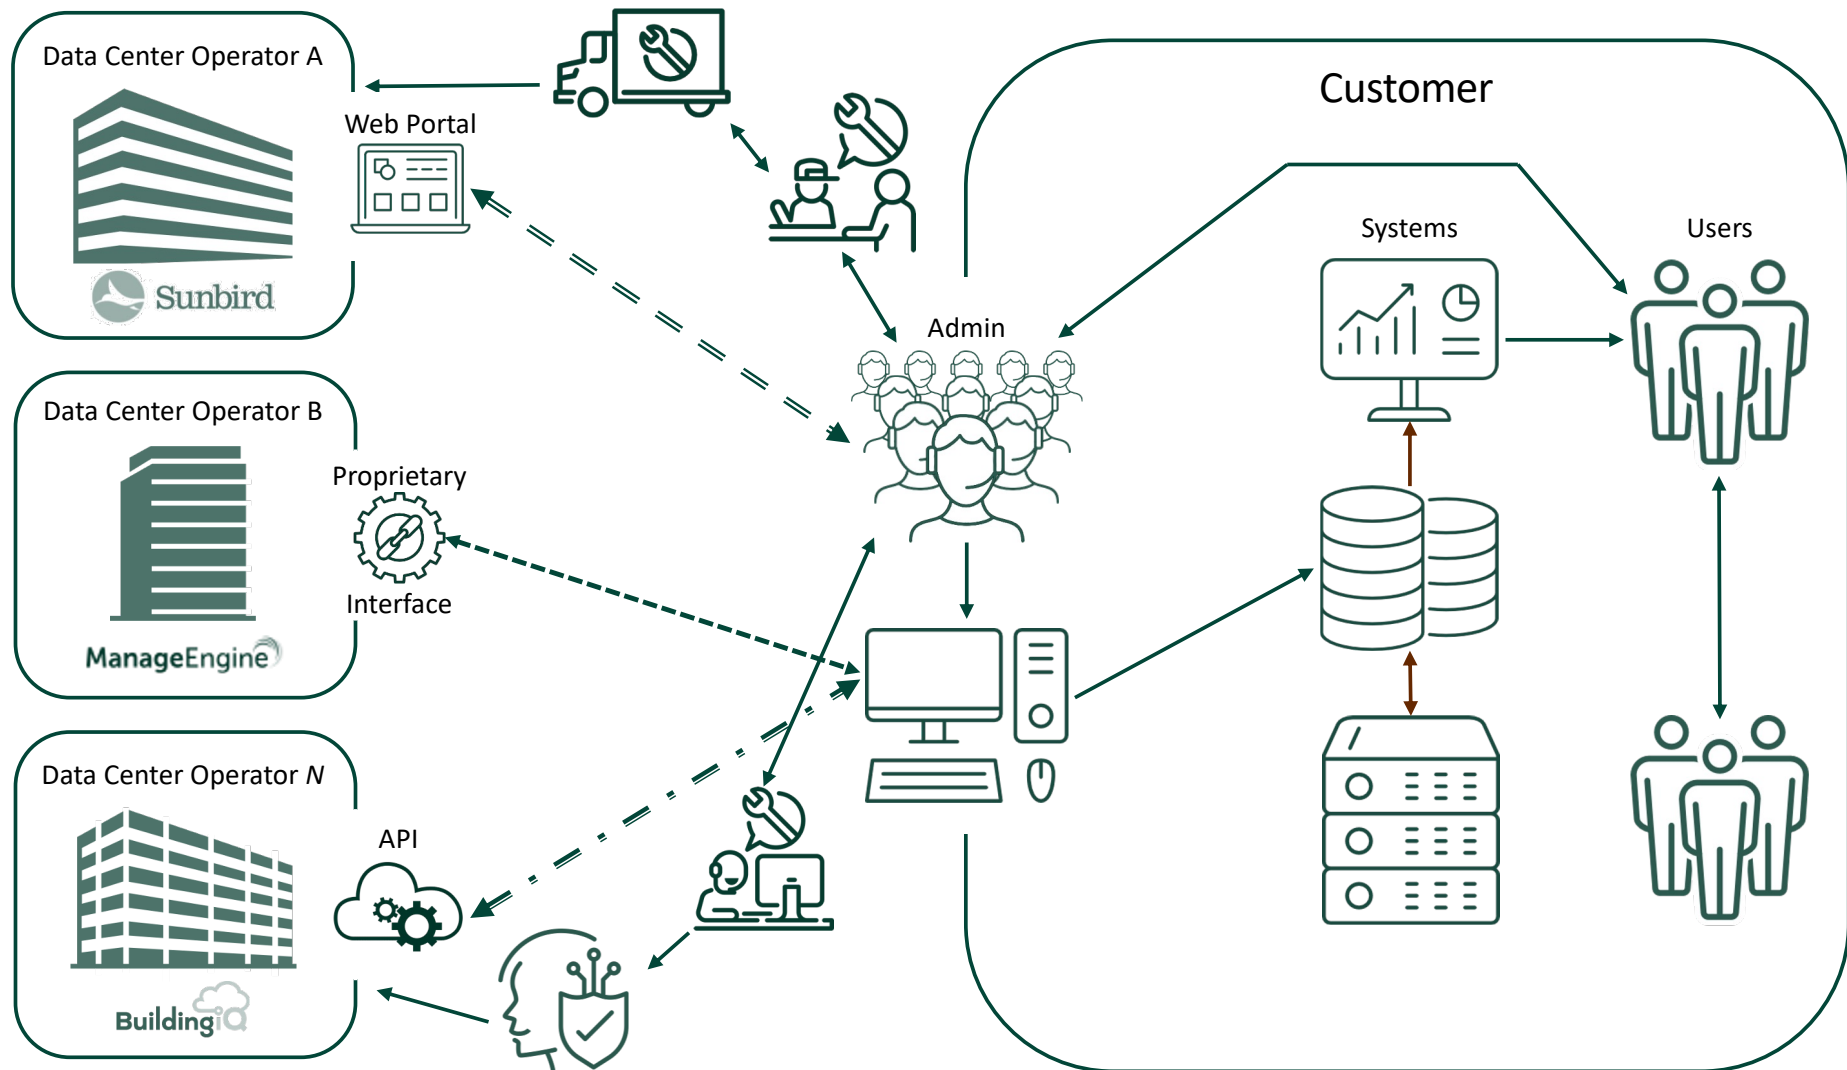 Data Center Operator A
Web Portal
Sunbird
Data Center Operator B
Proprietary
Interface
ManageEngine
Data Center Operator N
API
BuildingiQ
Admin
Customer
Systems
Users